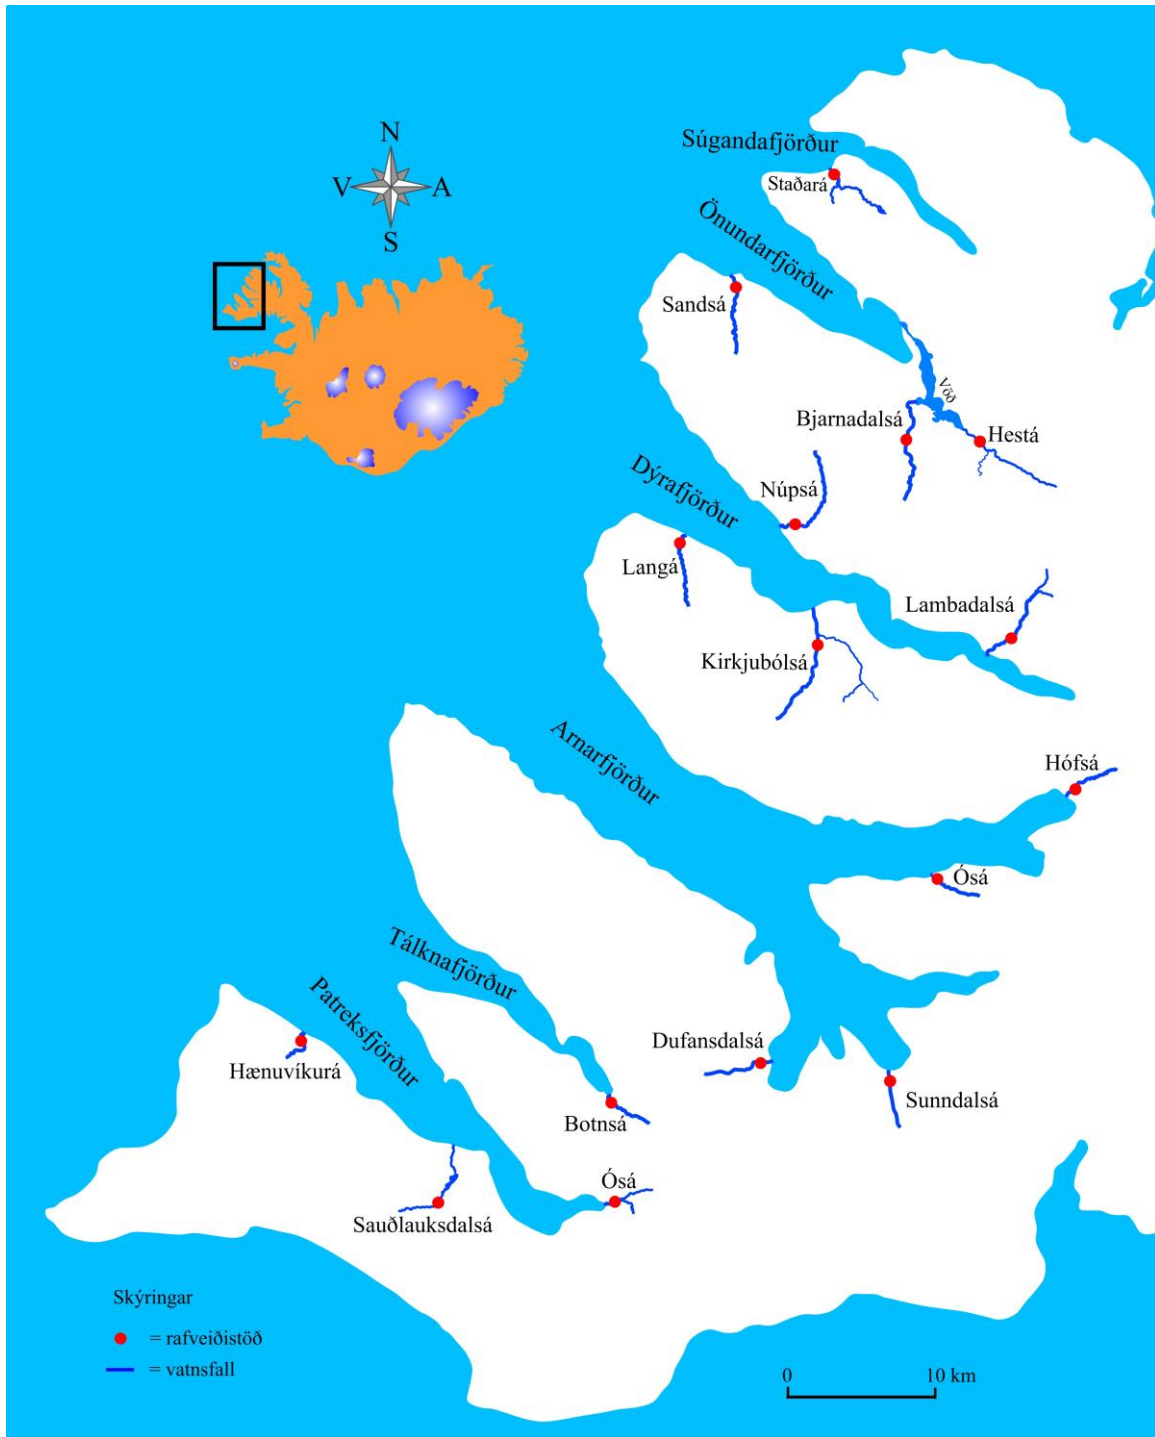 N
V
A
S
Súgandafjörður
Staðará
Önundarfjörður
Sandsá
Vöð
Bjarnadalsá
Hestá
Dýrafjörður
Núpsá
Langá
Lambadalsá
Kirkjubólsá
Arnarfjörður
Hófsá
Ósá
Tálknafjörður
Patreksfjörður
Dufansdalsá
Hænuvíkurá
Sunndalsá
Botnsá
Ósá
Sauðlauksdalsá
Skýringar
= rafveiðistöð
= vatnsfall
0 10 km